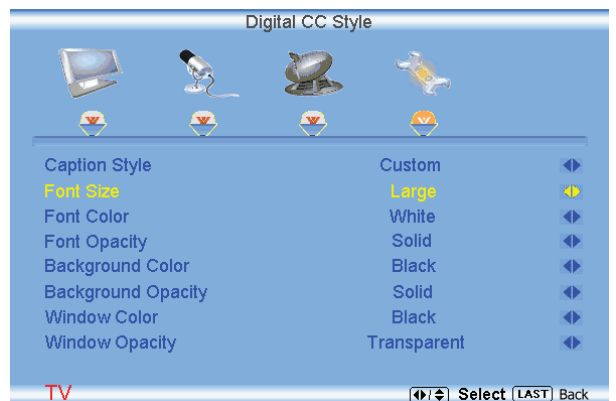 Digital CC Style
Caption Style Custom
Font Size Large
Font Color White
Font Opacity Solid
Background Color Black
Background Opacity Solid
Window Color Black
Window Opacity Transparent
TV / Select LAST Back